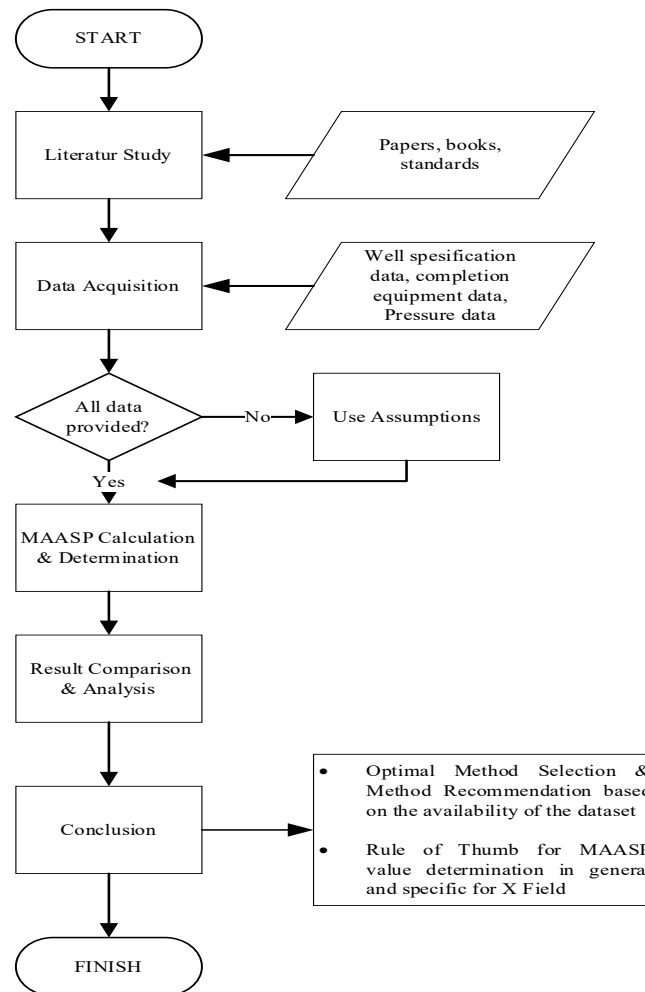 START
Literatur Study
Papers, books,
standards
Data Acquisition
Well spesification
data, completion
equipment data,
Pressure data
All data
provided?
No
Use Assumptions
Yes
MAASP Calculation
& Determination
Result Comparison
& Analysis
Conclusion
• Optimal Method Selection &
Method Recommendation based
on the availability of the dataset
• Rule of Thumb for MAASP
value determination in genera
and specific for X Field
FINISH